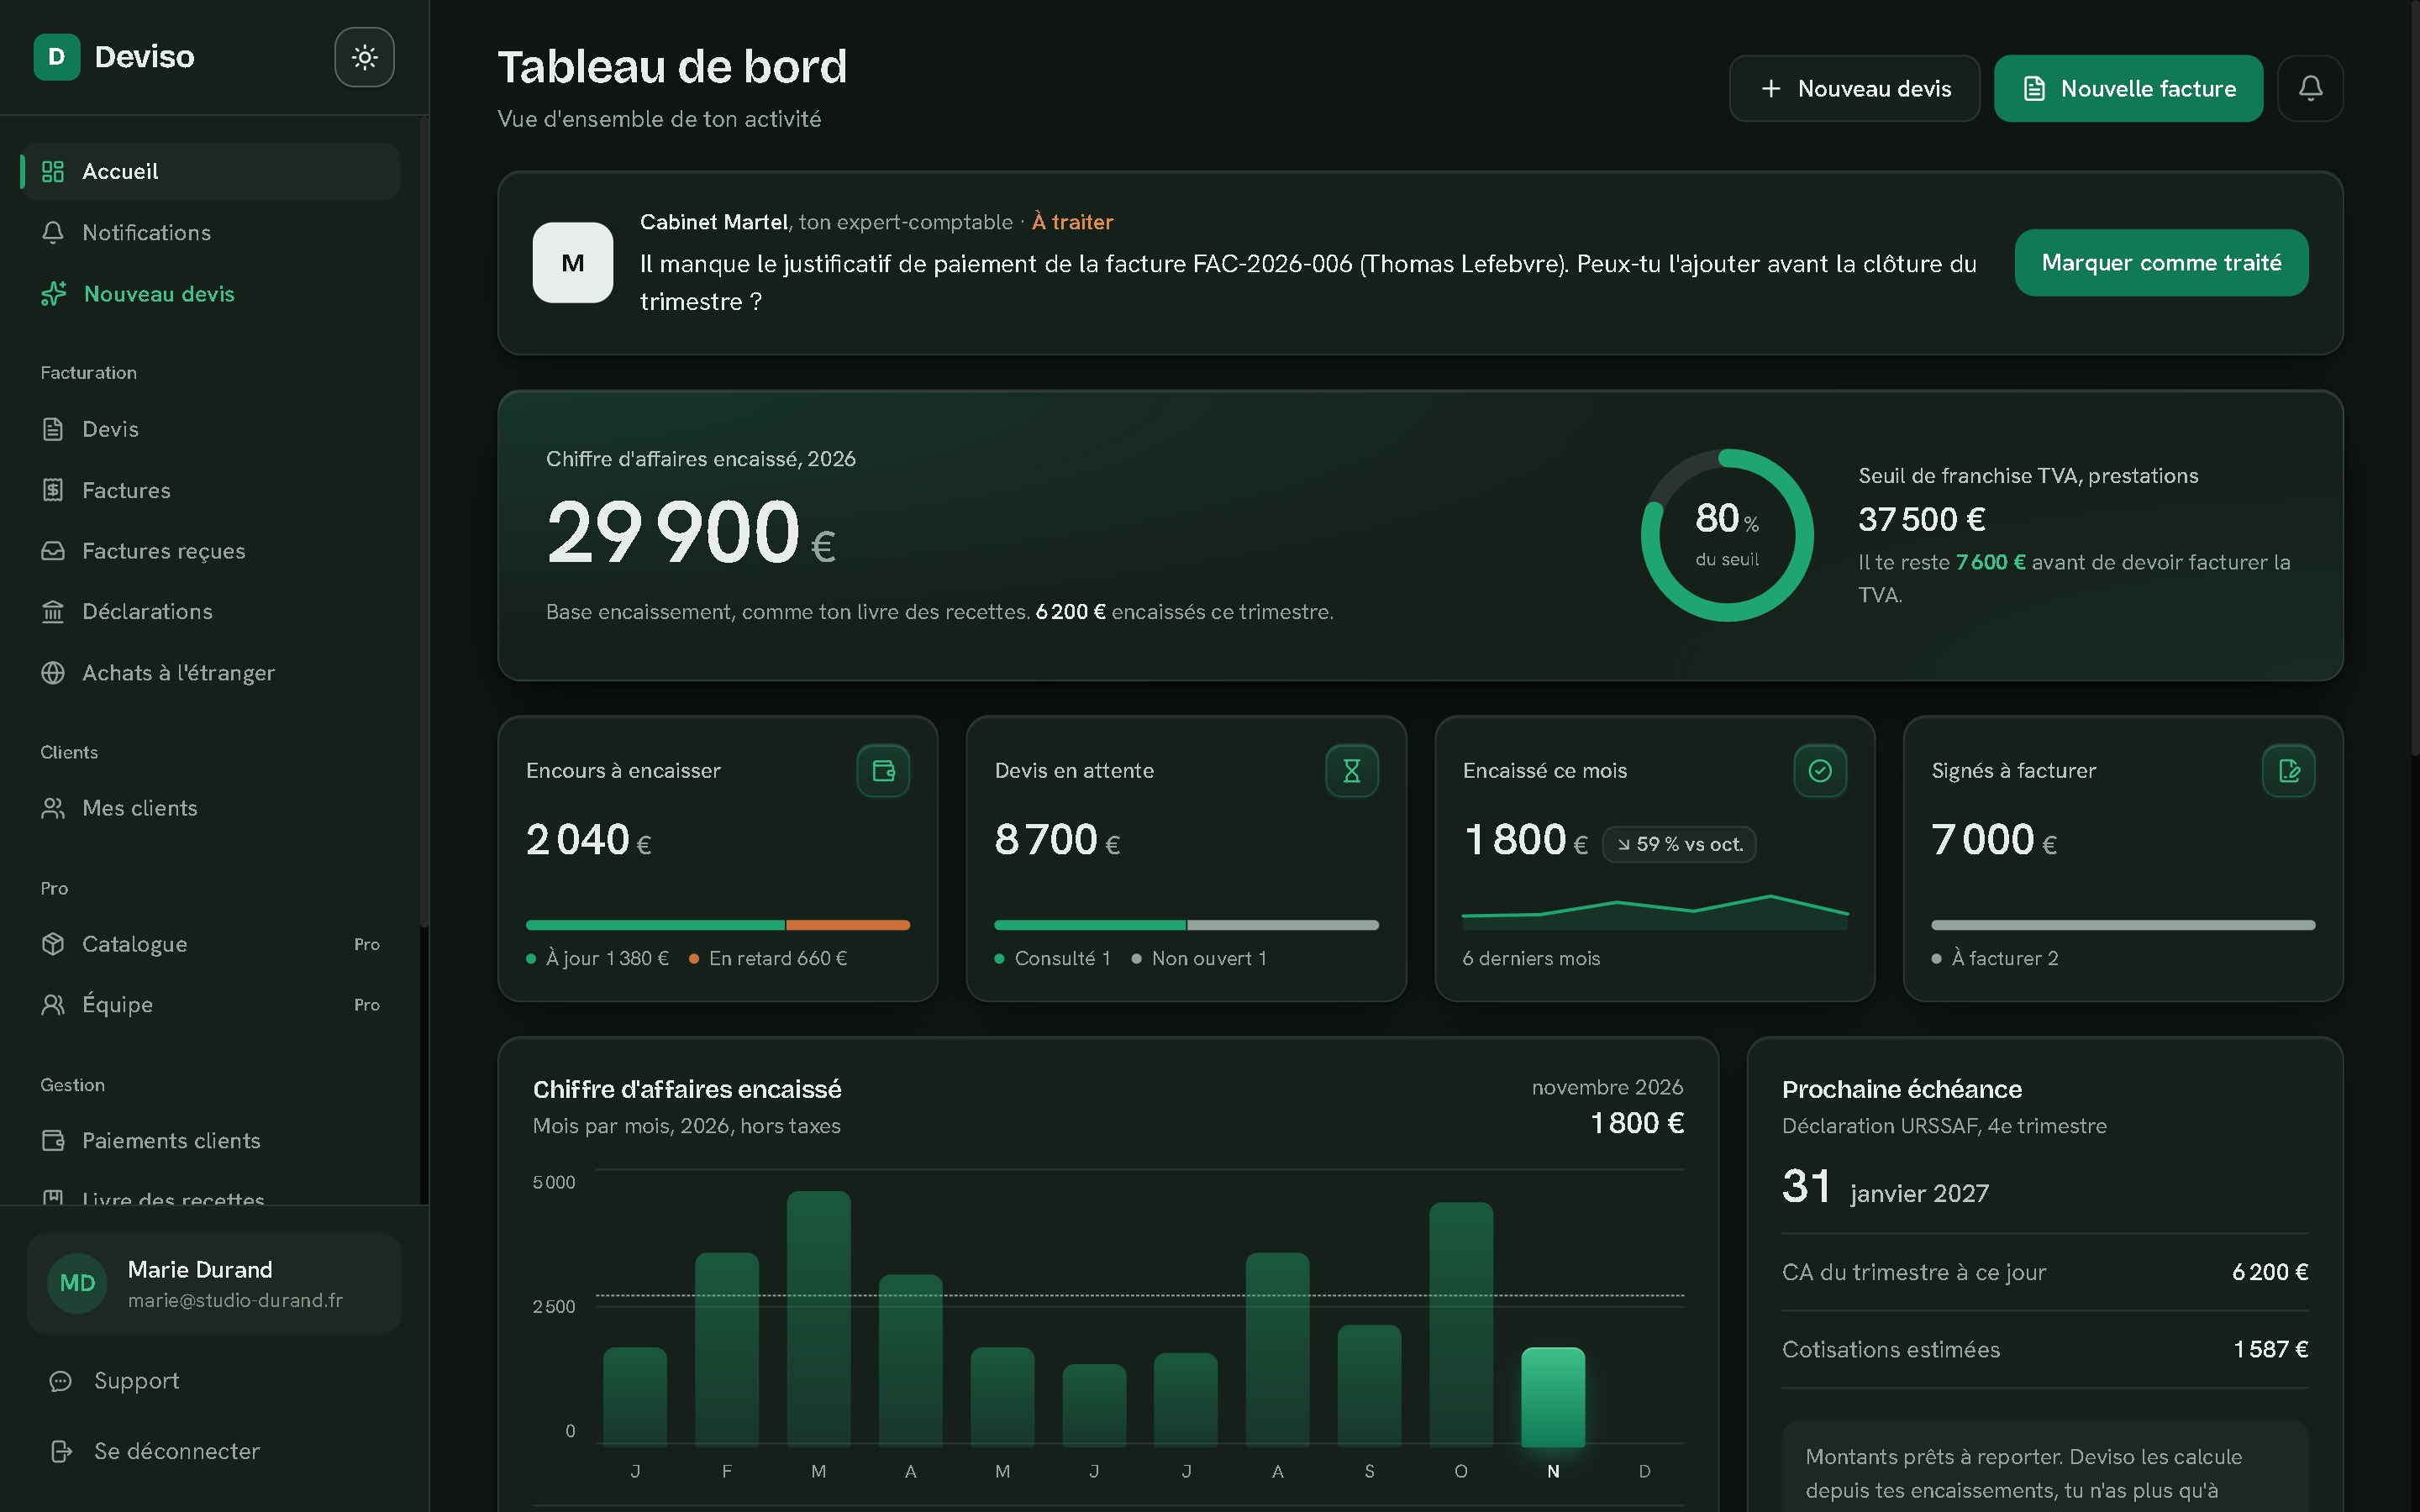 D Deviso
Accueil
Notifications
Nouveau devis
Facturation
Devis
Factures
Factures reçues
Déclarations
Achats à l'étranger
Clients
Mes clients
Pro
Catalogue Pro
Équipe Pro
Gestion
Paiements clients
Livre des recettes
MD
Marie Durand
marie@studio-durand.fr
Support
Se déconnecter
Tableau de bord
Vue d'ensemble de ton activité
Nouveau devis
Nouvelle facture
M
Cabinet Martel, ton expert-comptable · À traiter
Il manque le justificatif de paiement de la facture FAC-2026-006 (Thomas Lefebvre). Peux-tu l'ajouter avant la clôture du
trimestre ?
Marquer comme traité
Chiffre d'affaires encaissé, 2026
29 900 €
Base encaissement, comme ton livre des recettes. 6 200 € encaissés ce trimestre.
80 %
du seuil
Seuil de franchise TVA, prestations
37 500 €
Il te reste 7 600 € avant de devoir facturer la
TVA.
Encours à encaisser
2 040 €
À jour 1 380 € En retard 660 €
Devis en attente
8 700 €
Consulté 1 Non ouvert 1
Encaissé ce mois
1 800 € ↘ 59 % vs oct.
6 derniers mois
Signés à facturer
7 000 €
À facturer 2
Chiffre d'affaires encaissé
Mois par mois, 2026, hors taxes
novembre 2026
1 800 €
5 000
2 500
0
J F M A M J J A S O N D
Prochaine échéance
Déclaration URSSAF, 4e trimestre
31 janvier 2027
CA du trimestre à ce jour 6 200 €
Cotisations estimées 1 587 €
Montants prêts à reporter. Deviso les calcule
depuis tes encaissements, tu n'as plus qu'à